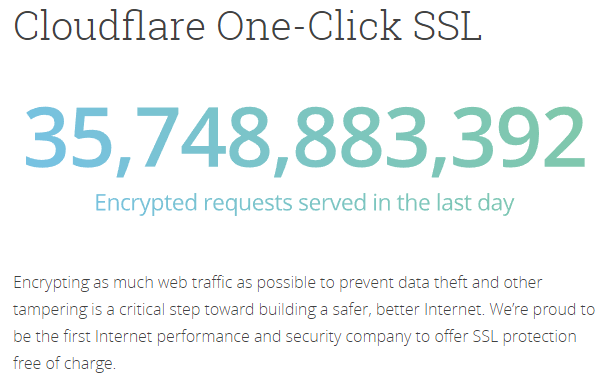 Cloudflare One-Click SSL
35,748,883,392
Encrypted requests served in the last day
Encrypting as much web traffic as possible to prevent data theft and other
tampering is a critical step toward building a safer, better Internet. We’re proud to
be the first Internet performance and security company to offer SSL protection
free of charge.